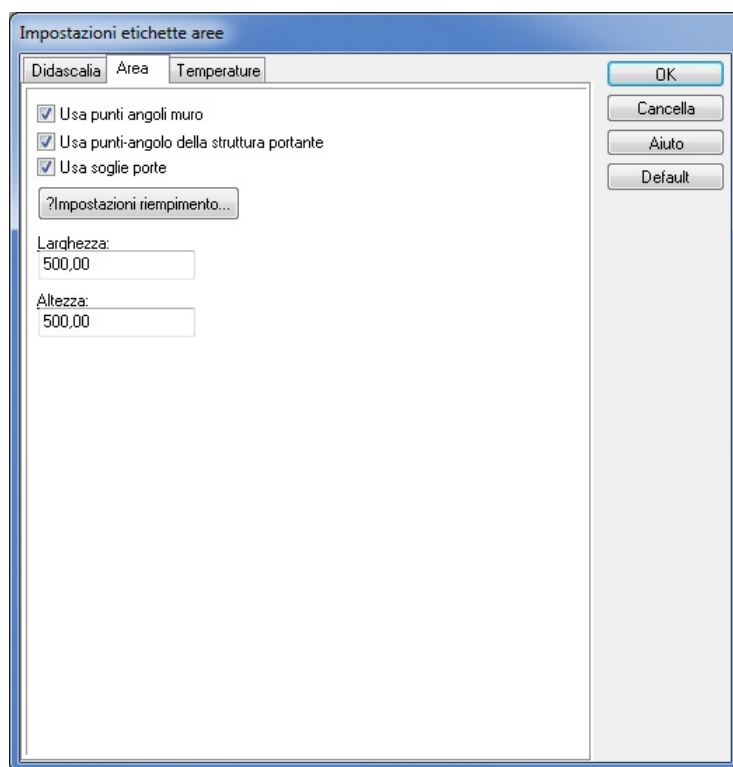 Impostazioni etichette aree
Didascalia Area Temperature
OK
Cancella
Aiuto
Default
Usa punti angoli muro
Usa punti-angolo della struttura portante
Usa soglie porte
?Impostazioni riempimento...
Larghezza:
500,00
Altezza:
500,00